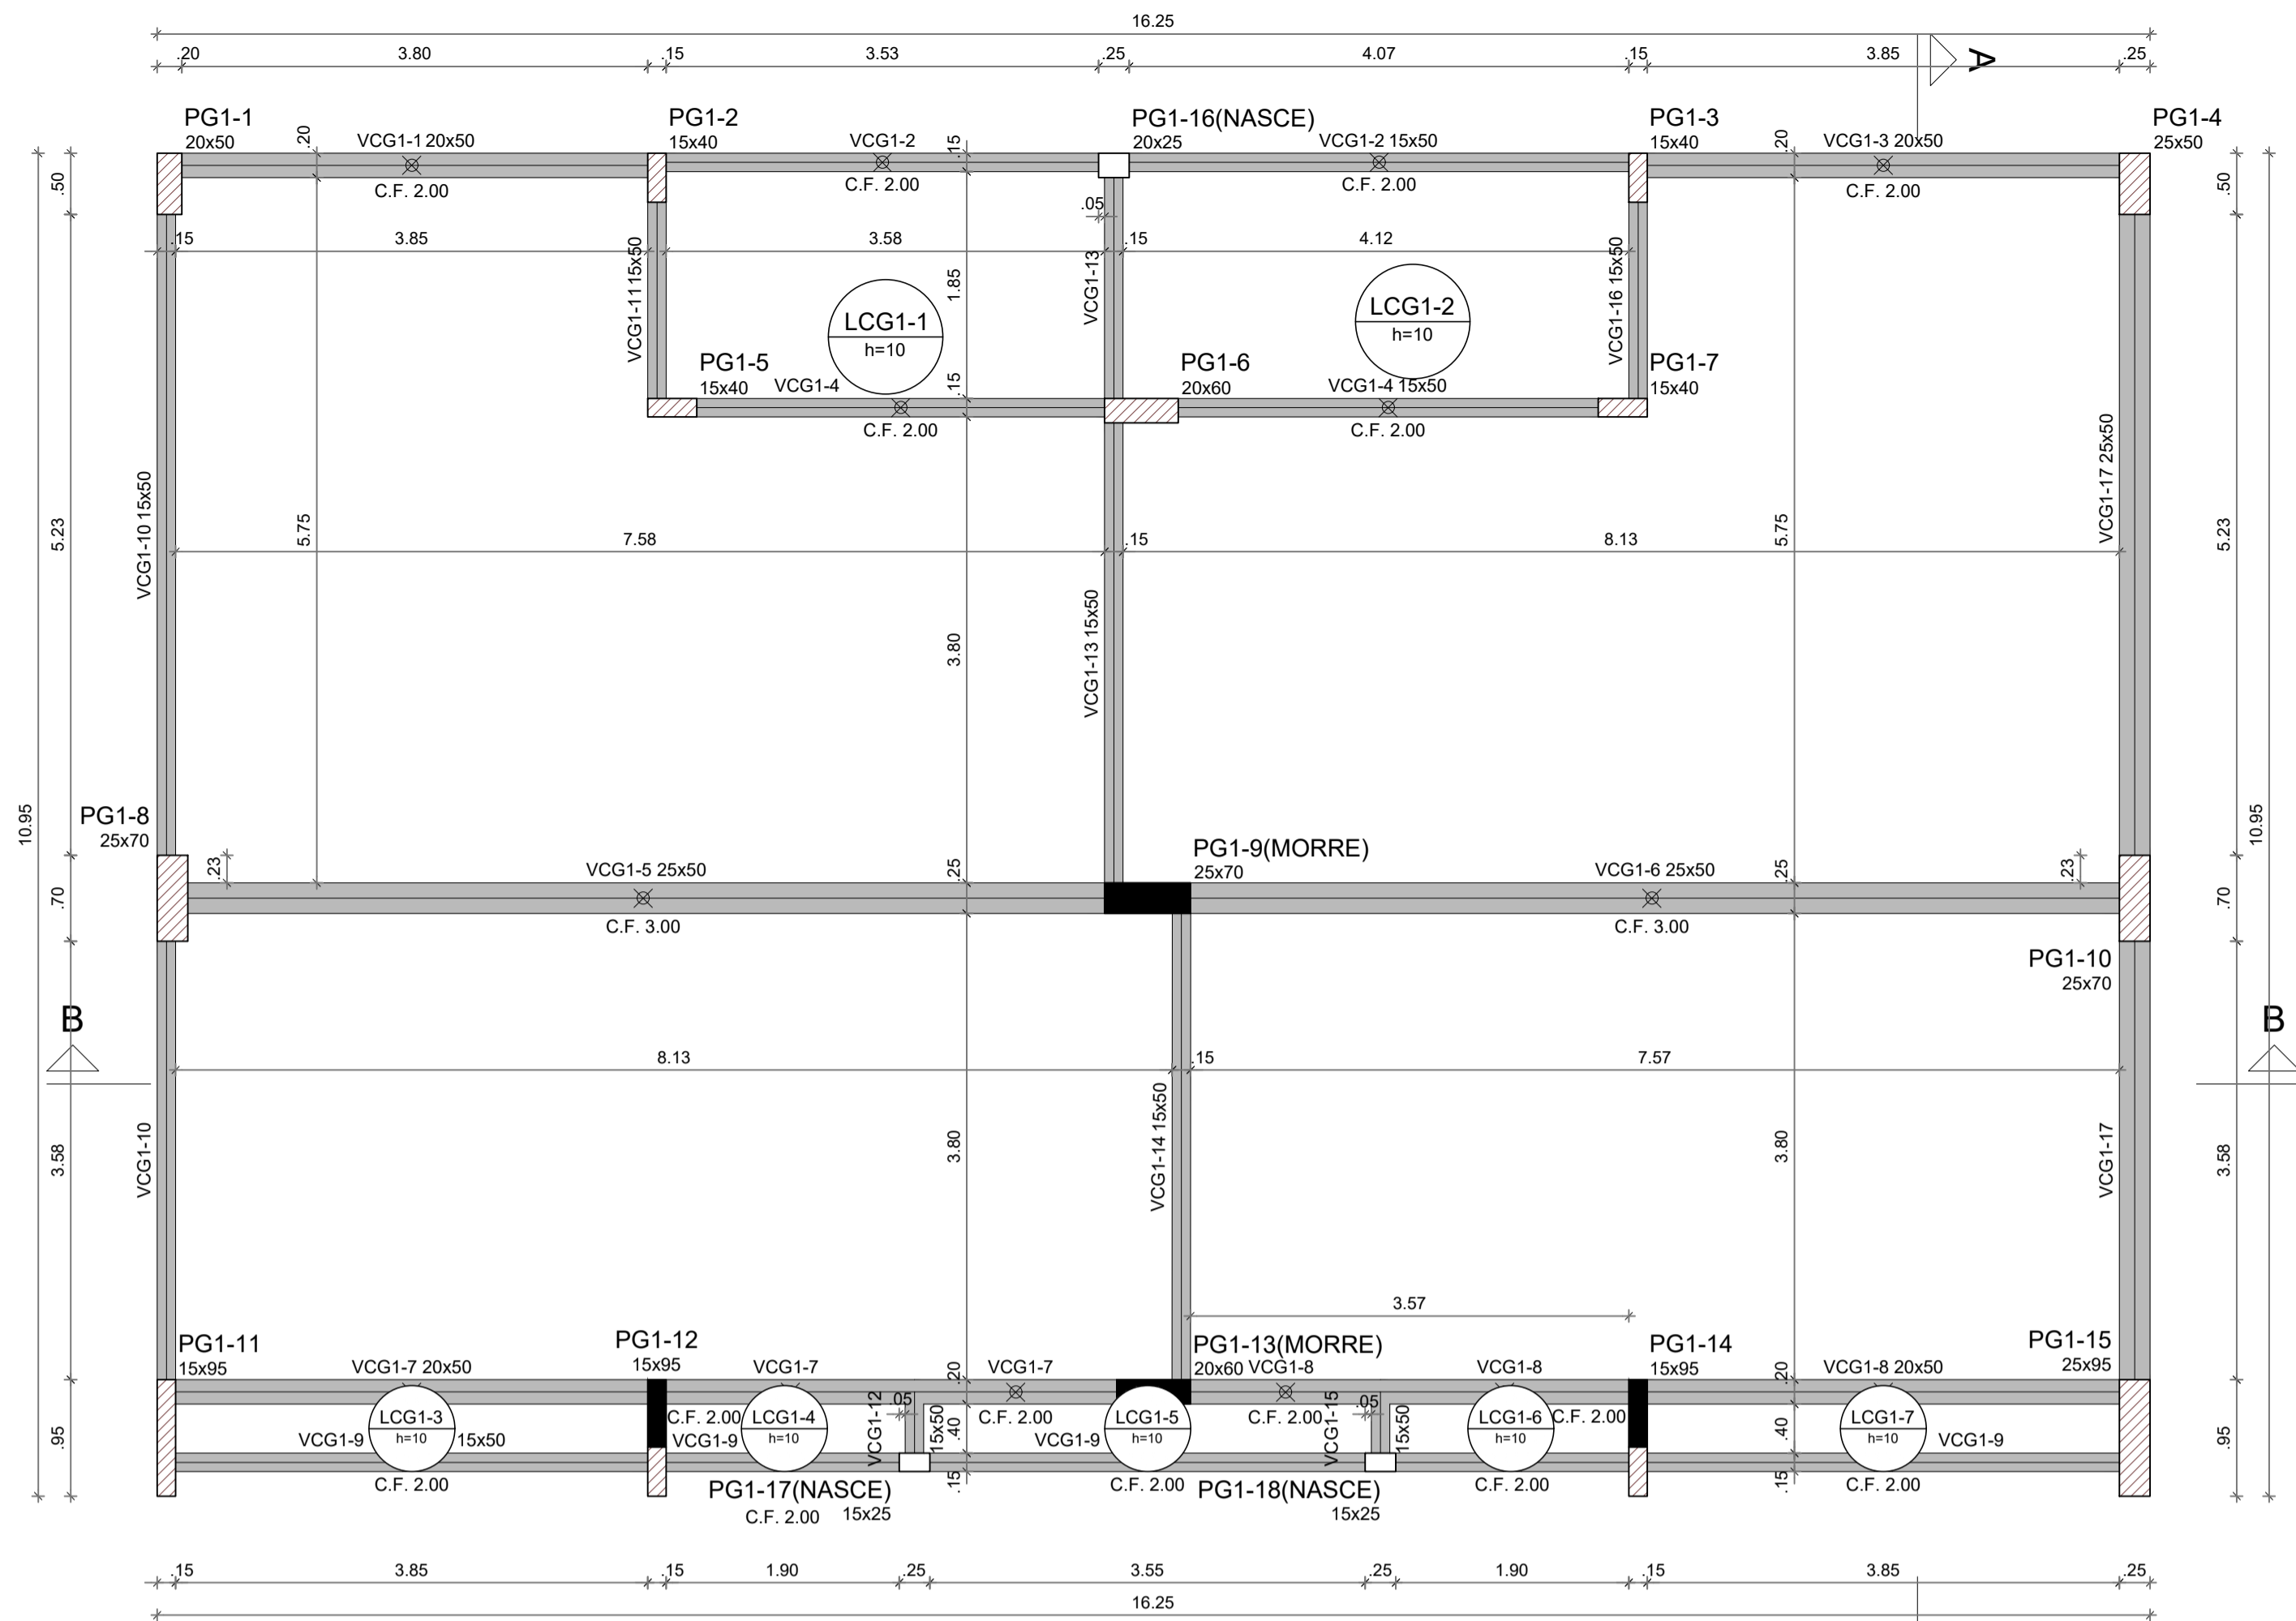 16.25
.20 3.80 .15 3.53 .25 4.07 .15 3.85 .25
A
PG1-1
20x50
.20
VCG1-1 20x50
C.F. 2.00
PG1-2
15x40
VCG1-2
C.F. 2.00
.15
PG1-16(NASCE)
20x25
VCG1-2 15x50
C.F. 2.00
PG1-3
15x40
.20
VCG1-3 20x50
C.F. 2.00
PG1-4
25x50
.50
.50
.05
.15 3.85 3.58 .15 4.12
VCG1-11 15x50
1.85
VCG1-13
VCG1-16 15x50
LCG1-1
h=10
LCG1-2
h=10
PG1-5
15x40
VCG1-4
C.F. 2.00
.15
PG1-6
20x60
VCG1-4 15x50
C.F. 2.00
PG1-7
15x40
10.95
5.23
VCG1-10 15x50
5.75
7.58 .15 8.13
5.75
VCG1-17 25x50
5.23
10.95
3.80
VCG1-13 15x50
PG1-8
25x70
.23
VCG1-5 25x50
C.F. 3.00
.25
PG1-9(MORRE)
25x70
VCG1-6 25x50
C.F. 3.00
.25
.23
.70
.70
PG1-10
25x70
B
B
8.13 .15 7.57
3.58
VCG1-10
3.80
VCG1-14 15x50
3.80
VCG1-17
3.58
3.57
PG1-11
15x95
VCG1-7 20x50
PG1-12
15x95
VCG1-7
VCG1-7
.20
PG1-13(MORRE)
20x60
VCG1-8
VCG1-8
PG1-14
15x95
.20
VCG1-8 20x50
PG1-15
25x95
.95
VCG1-9
LCG1-3
h=10
15x50
C.F. 2.00
C.F. 2.00
VCG1-9
LCG1-4
h=10
VCG1-12
.05
15x50
.40
C.F. 2.00
VCG1-9
LCG1-5
h=10
C.F. 2.00
C.F. 2.00
VCG1-15
.05
15x50
LCG1-6
h=10
C.F. 2.00
C.F. 2.00
.40
LCG1-7
h=10
VCG1-9
C.F. 2.00
.95
PG1-17(NASCE)
15x25
C.F. 2.00
.15
PG1-18(NASCE)
15x25
.15
.15 3.85 .15 1.90 .25 3.55 .25 1.90 .15 3.85 .25
16.25